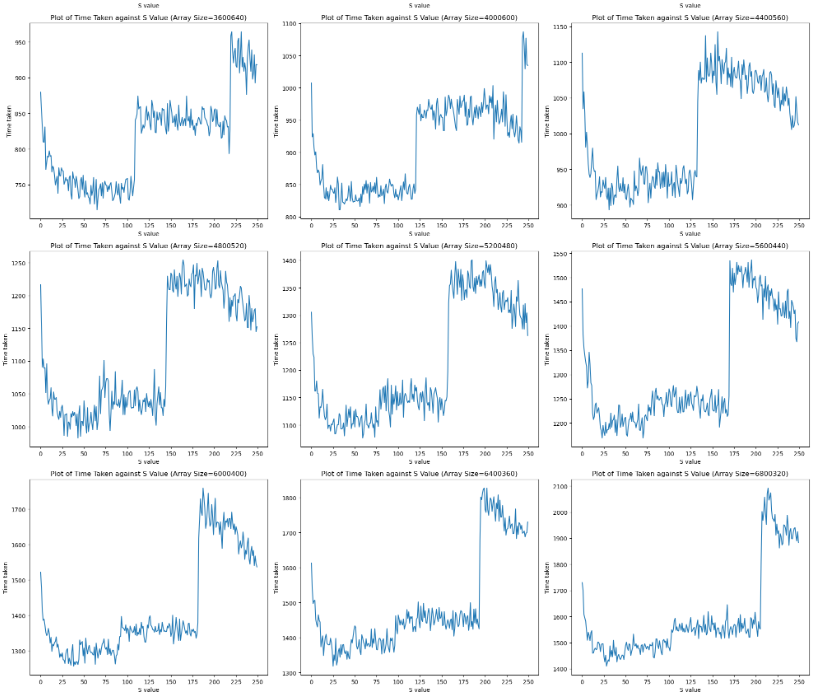 S value S value S value
Plot of Time Taken against S Value (Array Size=3600640) Plot of Time Taken against S Value (Array Size=4000600) Plot of Time Taken against S Value (Array Size=4400560)
Time taken
950
900
850
800
750
0 25 50 75 100 125 150 175 200 225 250
S value
Time taken
1100
1050
1000
950
900
850
800
0 25 50 75 100 125 150 175 200 225 250
S value
Time taken
1150
1100
1050
1000
950
900
0 25 50 75 100 125 150 175 200 225 250
S value
Plot of Time Taken against S Value (Array Size=4800520) Plot of Time Taken against S Value (Array Size=5200480) Plot of Time Taken against S Value (Array Size=5600440)
Time taken
1250
1200
1150
1100
1050
1000
0 25 50 75 100 125 150 175 200 225 250
S value
Time taken
1400
1350
1300
1250
1200
1150
1100
0 25 50 75 100 125 150 175 200 225 250
S value
Time taken
1550
1500
1450
1400
1350
1300
1250
1200
0 25 50 75 100 125 150 175 200 225 250
S value
Plot of Time Taken against S Value (Array Size=6000400) Plot of Time Taken against S Value (Array Size=6400360) Plot of Time Taken against S Value (Array Size=6800320)
Time taken
1700
1600
1500
1400
1300
0 25 50 75 100 125 150 175 200 225 250
S value
Time taken
1800
1700
1600
1500
1400
1300
0 25 50 75 100 125 150 175 200 225 250
S value
Time taken
2100
2000
1900
1800
1700
1600
1500
1400
0 25 50 75 100 125 150 175 200 225 250
S value